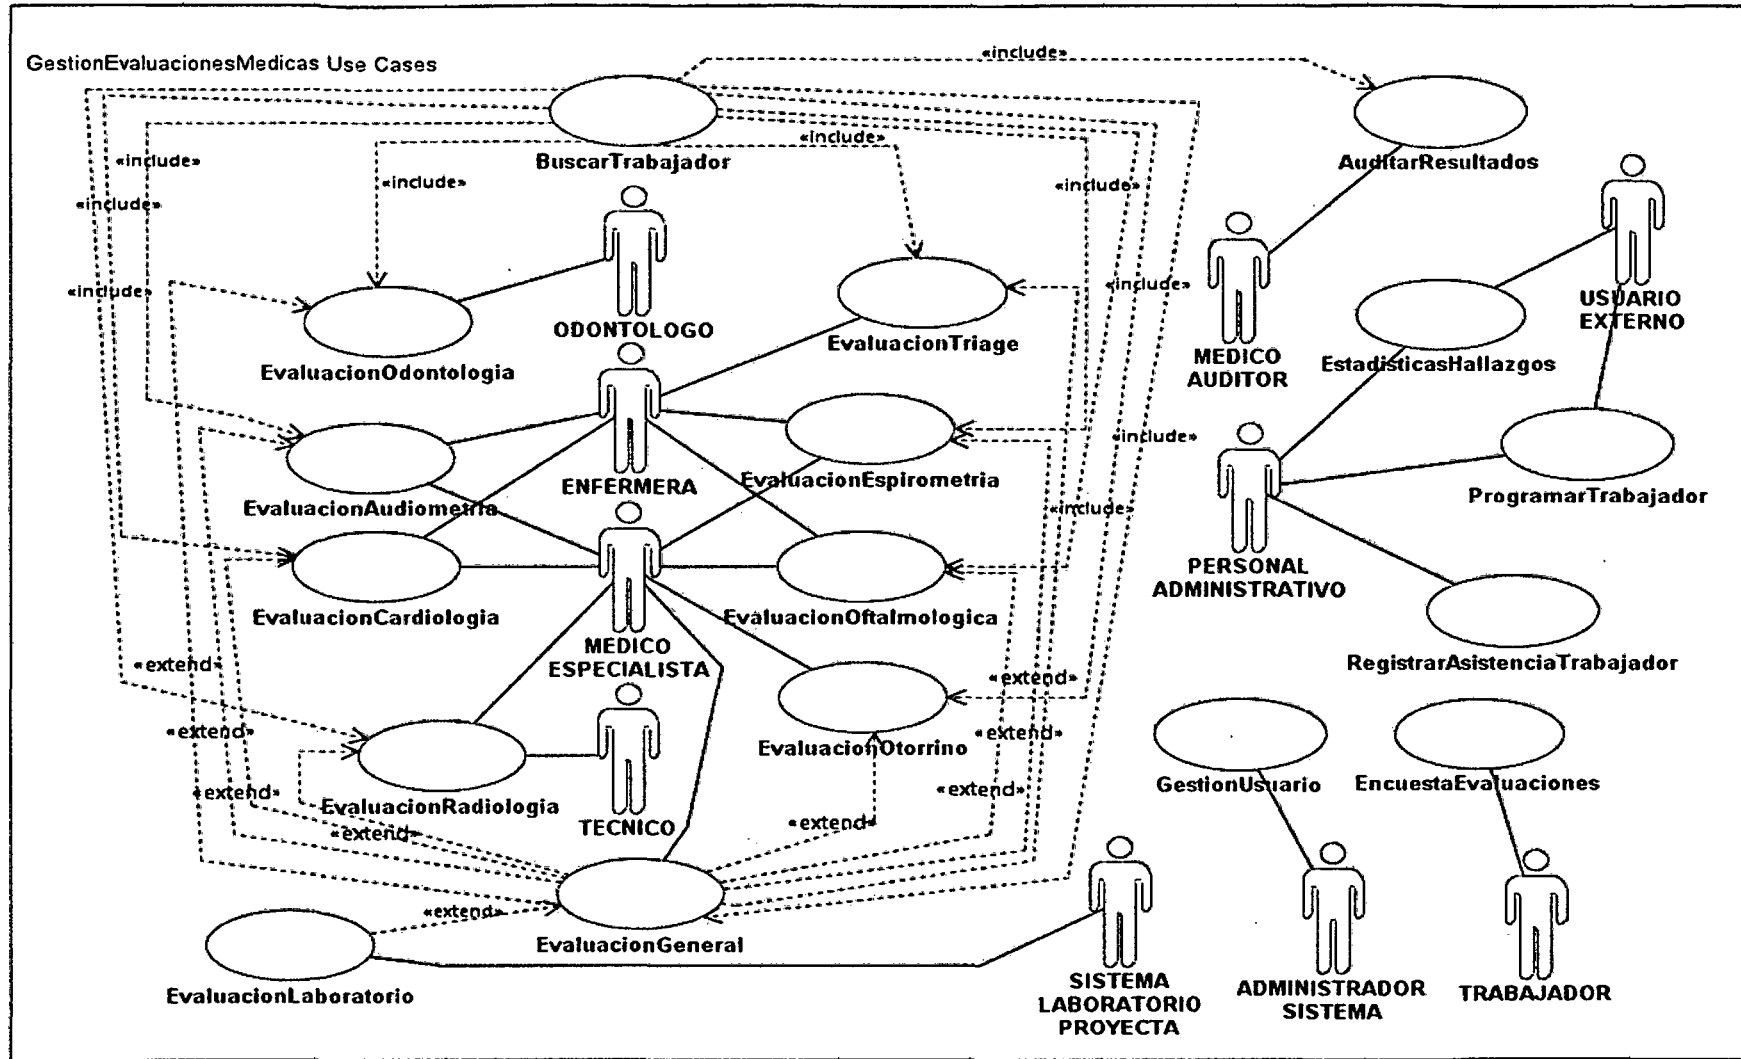 «include»
GestionEvaluacionesMedicas Use Cases
«include»
«include»
BuscarTrabajador
AuditarResultados
«include»
«include»
«include»
«include»
«include»
«include»
MEDICO
AUDITOR
USUARIO
EXTERNO
ODONTOLOGO
EvaluacionTriage
EvaluacionOdontologia
EstadisticasHallazgos
«include»
EvaluacionEspirometria
ENFERMERA
ProgramarTrabajador
EvaluacionAudiometria
«include»
PERSONAL
ADMINISTRATIVO
EvaluacionCardiologia
EvaluacionOftalmologica
MEDICO
ESPECIALISTA
RegistrarAsistenciaTrabajador
«extend»
«extend»
«extend»
«extend»
EvaluacionOtorrino
GestionUsuario
EncuestaEvaluaciones
«extend»
«extend»
EvaluacionRadiologia
TECNICO
«extend»
«extend»
«extend»
EvaluacionGeneral
EvaluacionLaboratorio
SISTEMA
LABORATORIO
PROYECTA
ADMINISTRADOR
SISTEMA
TRABAJADOR